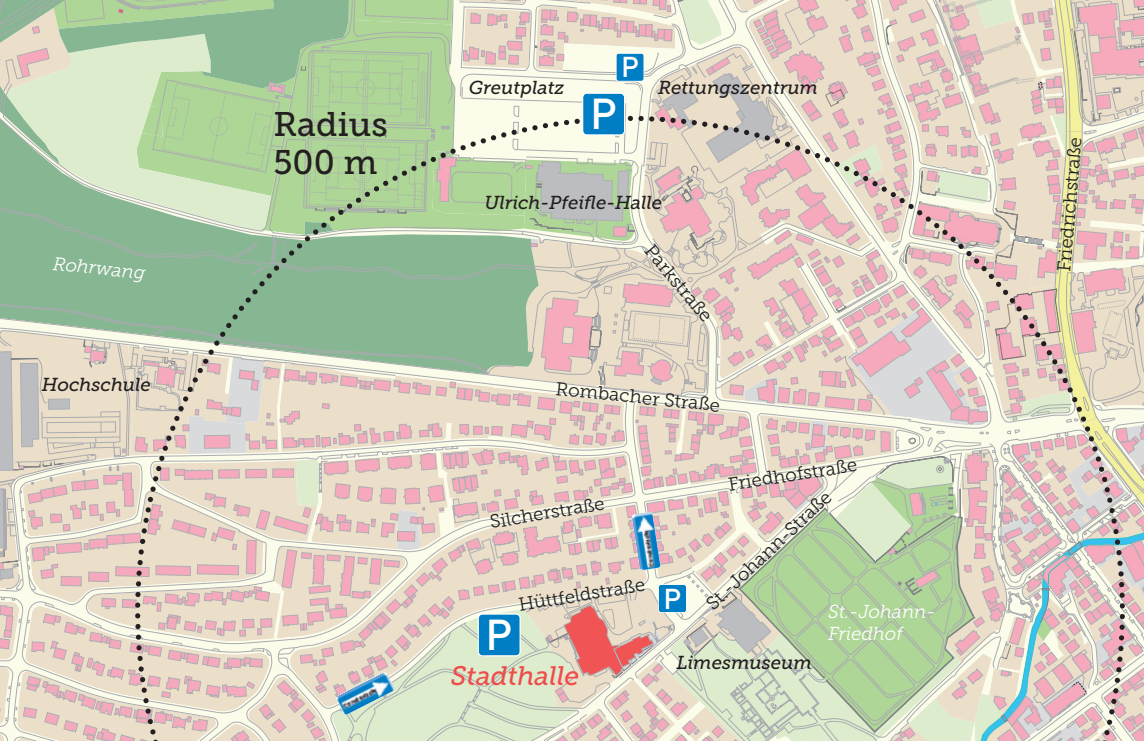 P
Greutplatz
Rettungszentrum
P
Radius
500 m
Ulrich-Pfeifle-Halle
Friedrichstraße
Rohrwang
Parkstraße
Hochschule
Rombacher Straße
Friedhofstraße
Silcherstraße
St.-Johann-Straße
Hüttfeldstraße
P
St.-Johann-
Friedhof
P
Limesmuseum
Stadthalle